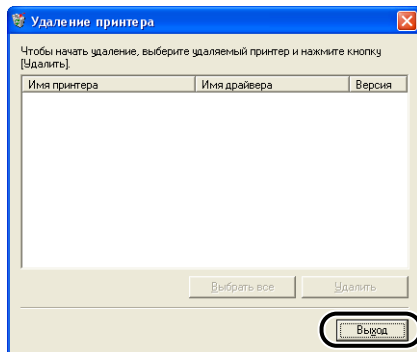 Удаление принтера
Чтобы начать удаление, выберите удаляемый принтер и нажмите кнопку
[Удалить].
Имя принтера Имя драйвера Версия
Выбрать все Удалить
Выход